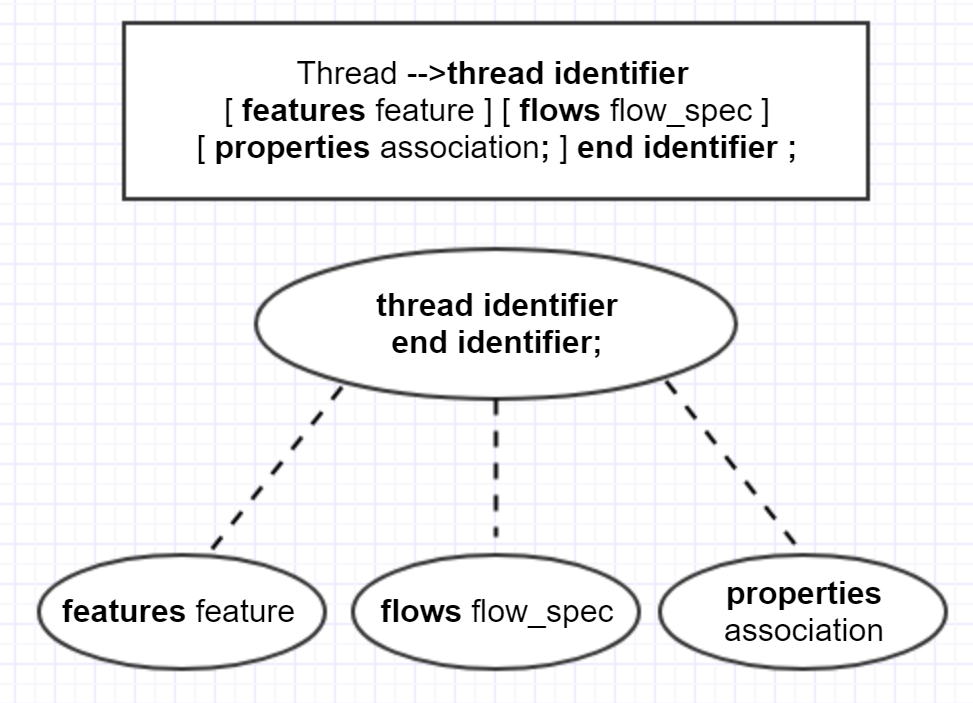 Thread -->thread identifier
[ features feature ] [ flows flow_spec ]
[ properties association; ] end identifier ;
thread identifier
end identifier;
features feature
flows flow_spec
properties
association